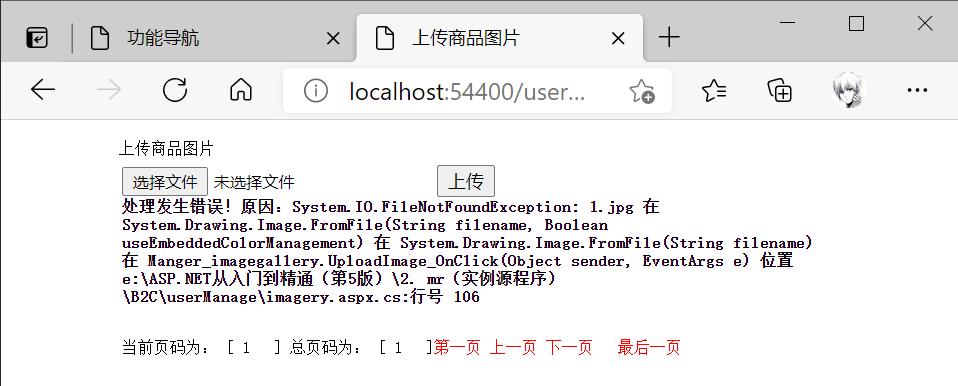 功能导航 上传商品图片
localhost:54400/user...
上传商品图片
选择文件 未选择文件 上传
处理发生错误！原因：System.IO.FileNotFoundException: 1.jpg 在
System.Drawing.Image.FromFile(String filename, Boolean
useEmbeddedColorManagement) 在 System.Drawing.Image.FromFile(String filename)
在 Manger_imagegallery.UploadImage_OnClick(Object sender, EventArgs e) 位置
e:\ASP.NET从入门到精通（第5版）\2. mr（实例源程序）
\B2C\userManage\imagery.aspx.cs:行号 106
当前页码为： [ 1 ] 总页码为： [ 1 ]第一页 上一页 下一页 最后一页